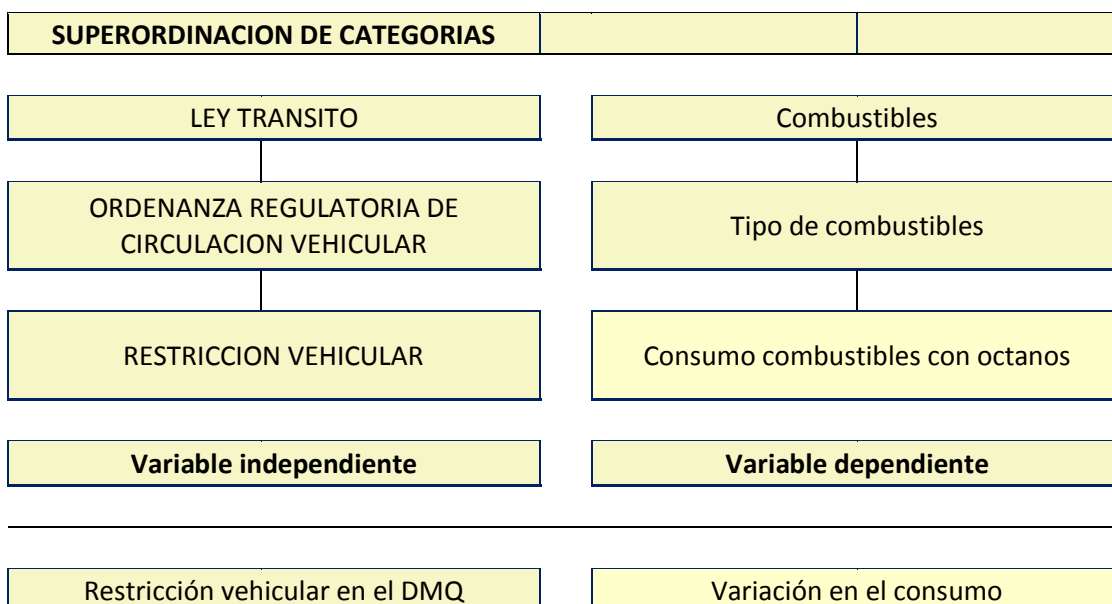 SUPERORDINACION DE CATEGORIAS
LEY TRANSITO
Combustibles
ORDENANZA REGULATORIA DE
CIRCULACION VEHICULAR
Tipo de combustibles
RESTRICCION VEHICULAR
Consumo combustibles con octanos
Variable independiente
Variable dependiente
Restricción vehicular en el DMQ
Variación en el consumo